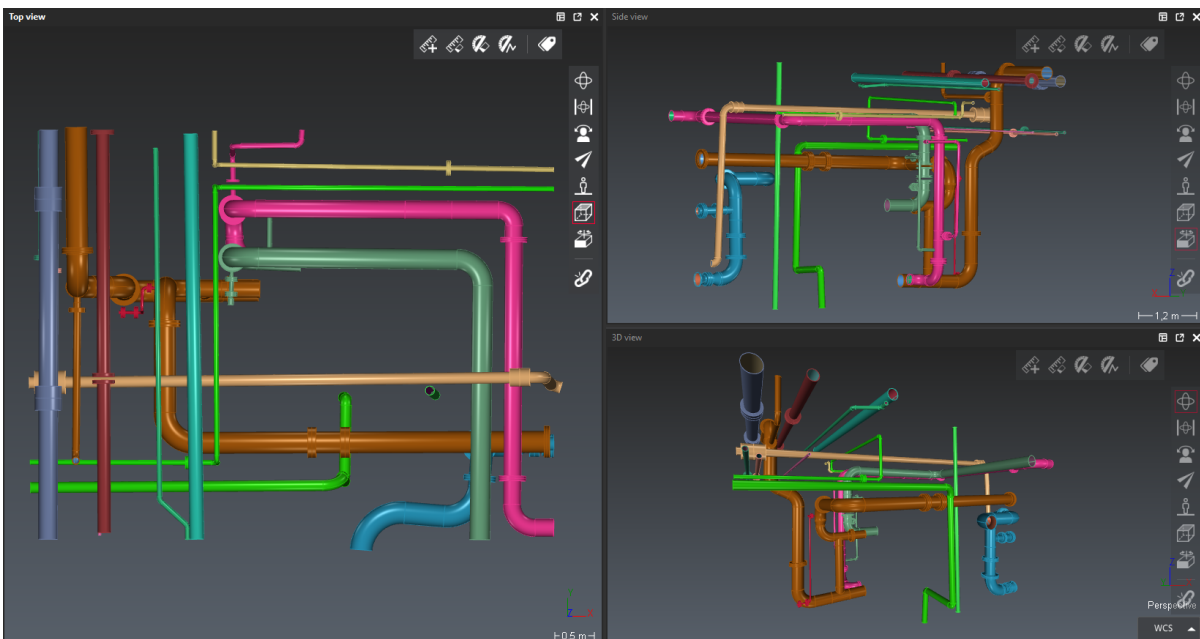 Top view
Z
⊢0.5 m⊣
Side view
Z
1,2 m
3D view
Z
Perspective
WCS